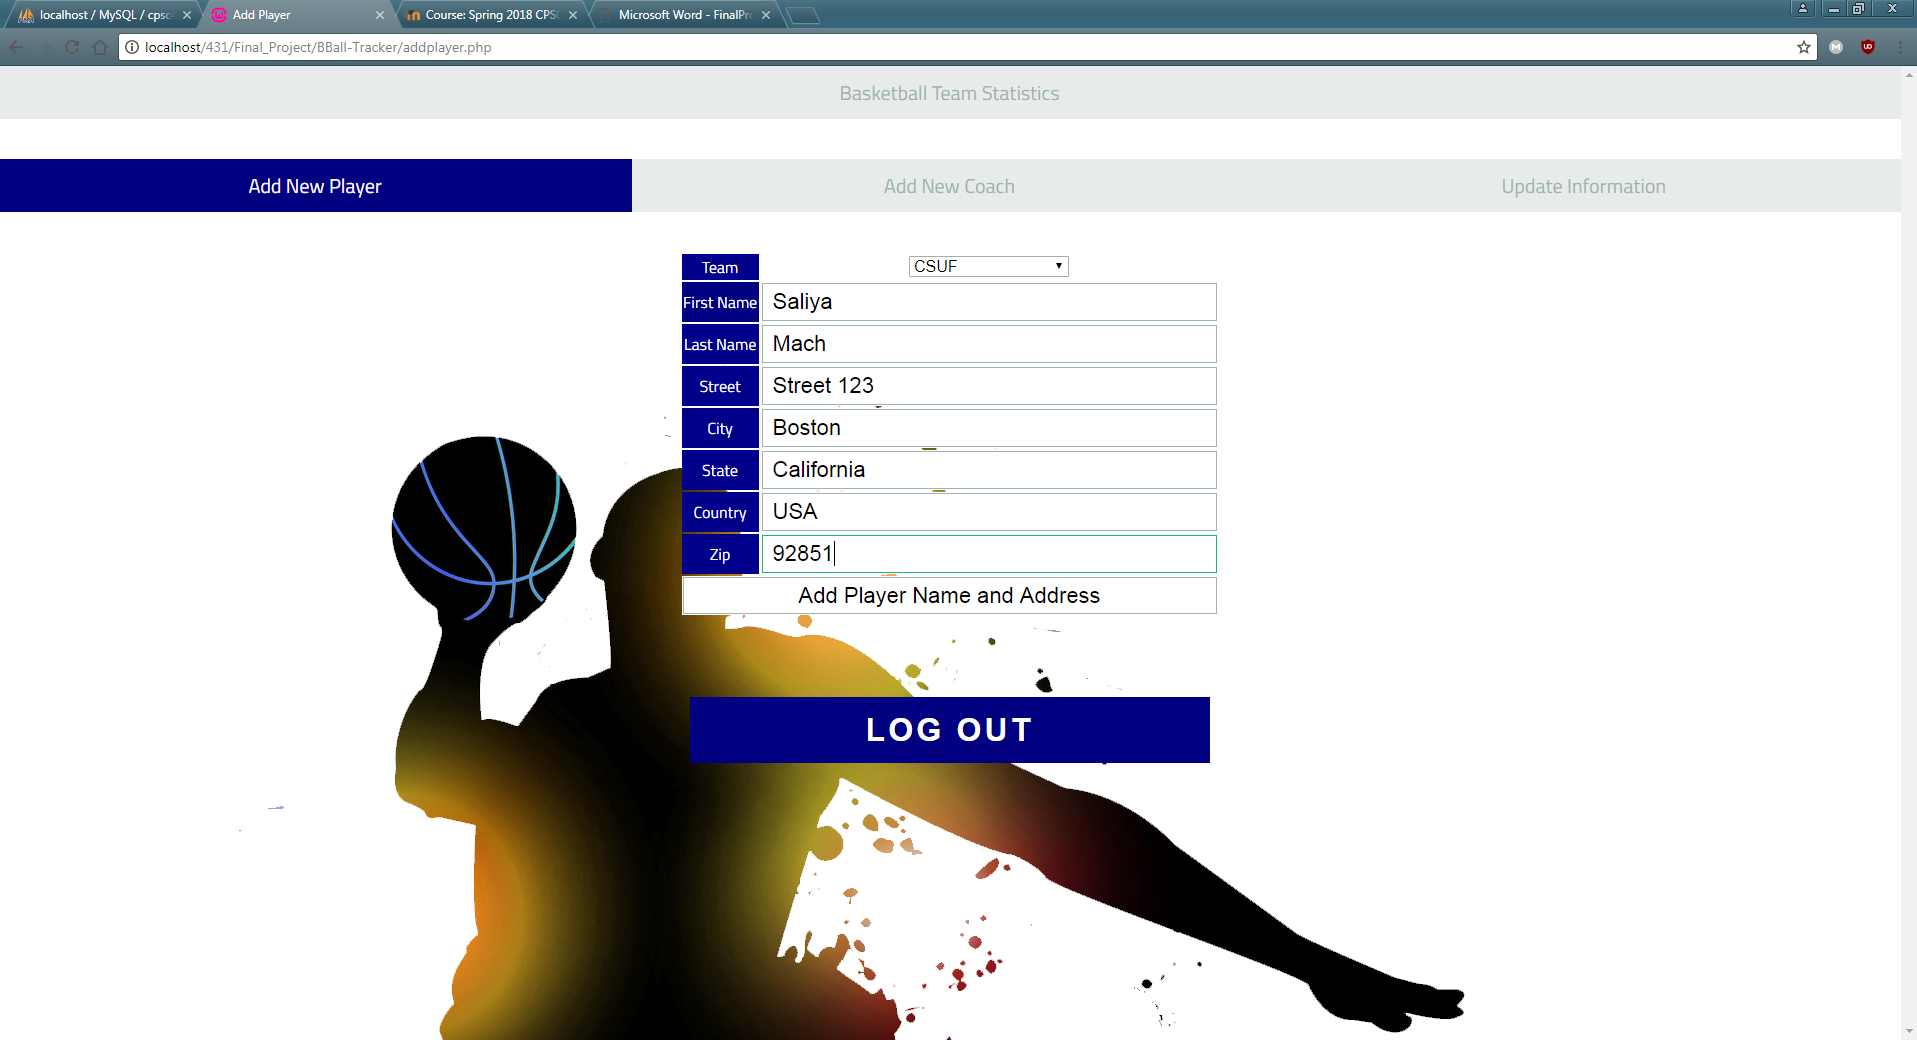 localhost / MySQL / cpsc
Add Player
Course: Spring 2018 CPS
Microsoft Word - FinalPr
localhost/431/Final_Project/BBall-Tracker/addplayer.php
Basketball Team Statistics
Add New Player
Add New Coach
Update Information
Team CSUF
First Name Saliya
Last Name Mach
Street Street 123
City Boston
State California
Country USA
Zip 92851
Add Player Name and Address
LOG OUT